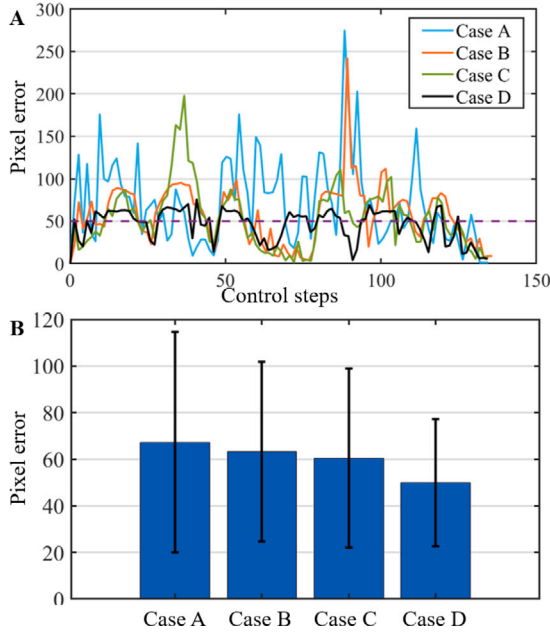 A
300
250
200
150
100
50
0
Pixel error
Case A
Case B
Case C
Case D
0 50 100 150
Control steps
B
120
100
80
60
40
20
0
Pixel error
Case A Case B Case C Case D